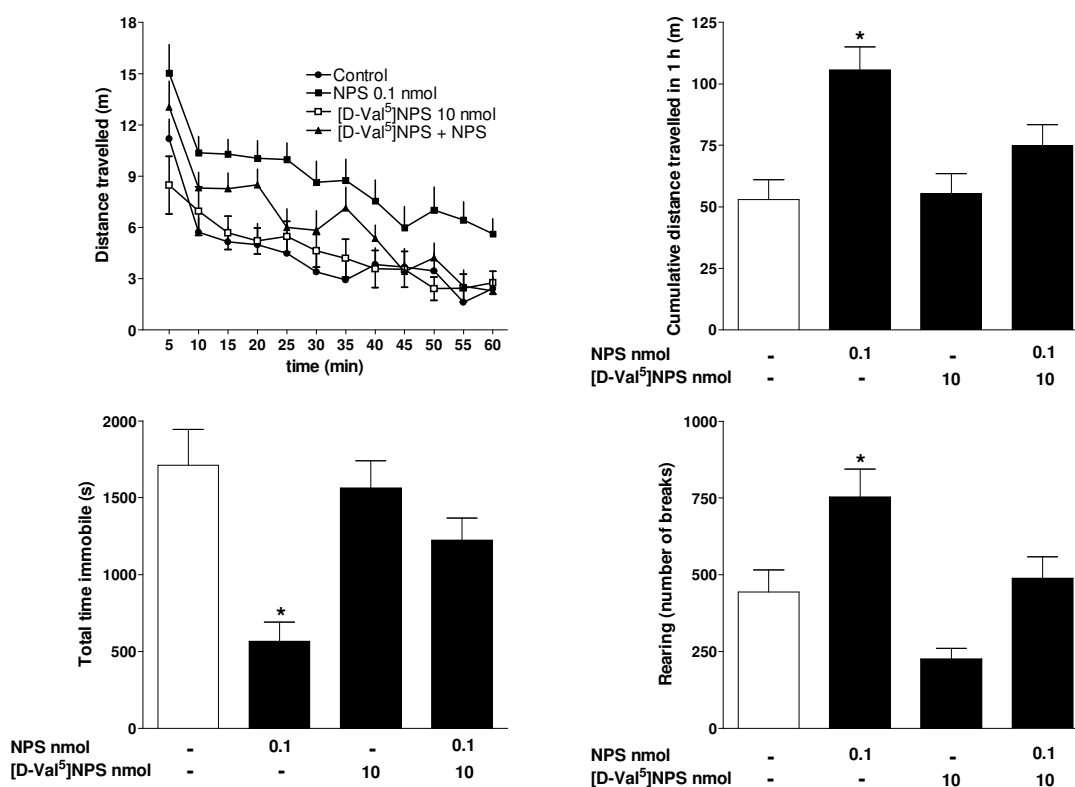 18
15
12
9
6
3
0
Distance travelled (m)
Control
NPS 0.1 nmol
[D-Val⁵]NPS 10 nmol
[D-Val⁵]NPS + NPS
5 10 15 20 25 30 35 40 45 50 55 60
time (min)
125
100
75
50
25
0
Cumulative distance travelled in 1 h (m)
*
NPS nmol - 0.1 - 0.1
[D-Val⁵]NPS nmol - - 10 10
2000
1500
1000
500
0
Total time immobile (s)
*
NPS nmol - 0.1 - 0.1
[D-Val⁵]NPS nmol - - 10 10
1000
750
500
250
0
Rearing (number of breaks)
*
NPS nmol - 0.1 - 0.1
[D-Val⁵]NPS nmol - - 10 10